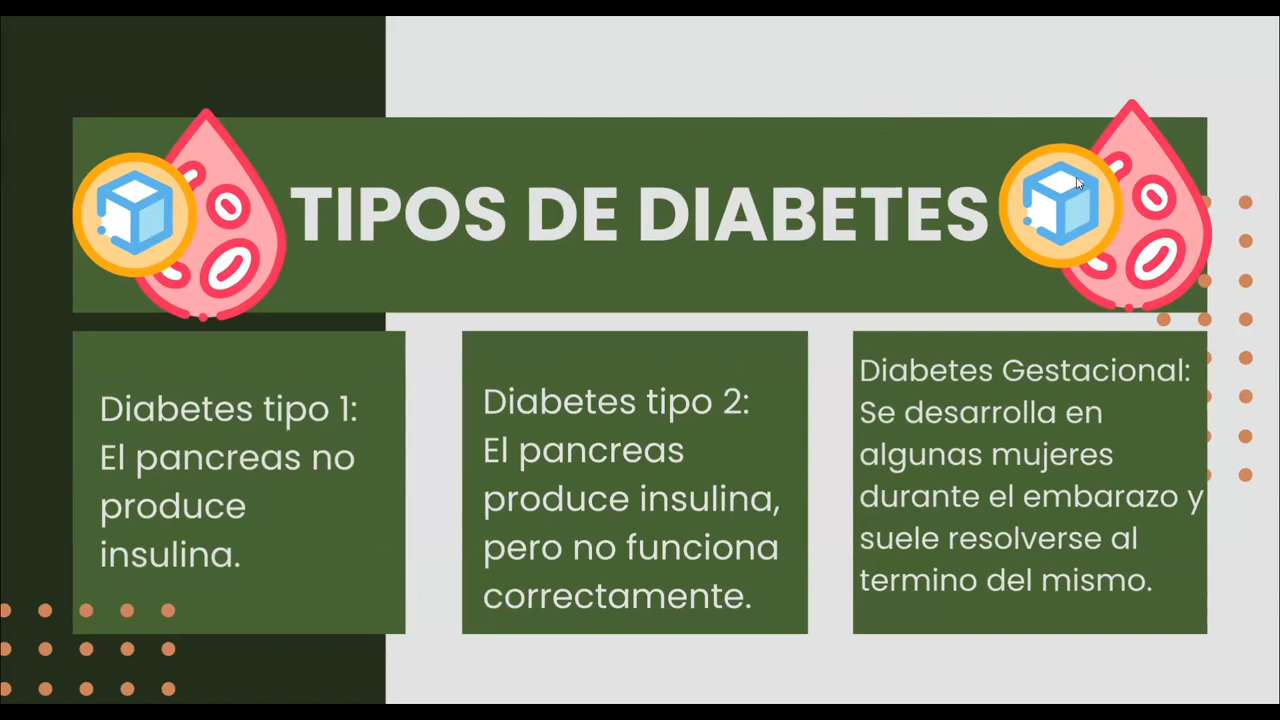 TIPOS DE DIABETES
Diabetes tipo 1:
El pancreas no
produce
insulina.
Diabetes tipo 2:
El pancreas
produce insulina,
pero no funciona
correctamente.
Diabetes Gestacional:
Se desarrolla en
algunas mujeres
durante el embarazo y
suele resolverse al
termino del mismo.